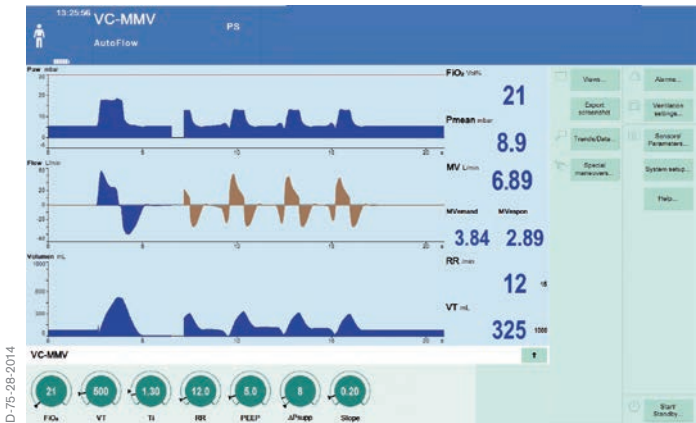 13:25:56 VC-MMV
PS
AutoFlow
Paw mbar
FiO₂ Vol%
21
Pmean mbar
8.9
Flow L/min
MV L/min
6.89
MVmand MVspon
3.84 2.89
Volumen mL
RR /min
12
VT mL
325
Views...
Alarms...
Export screenshot
Ventilation settings...
Trends/Data...
Sensors/ Parameters...
Special maneuvers...
System setup...
Help...
VC-MMV
21 500 1.30 12.0 5.0 8 0.20
FiO₂ VT Ti RR PEEP ΔPsupp Slope
Start/ Standby...
D-75-28-2014